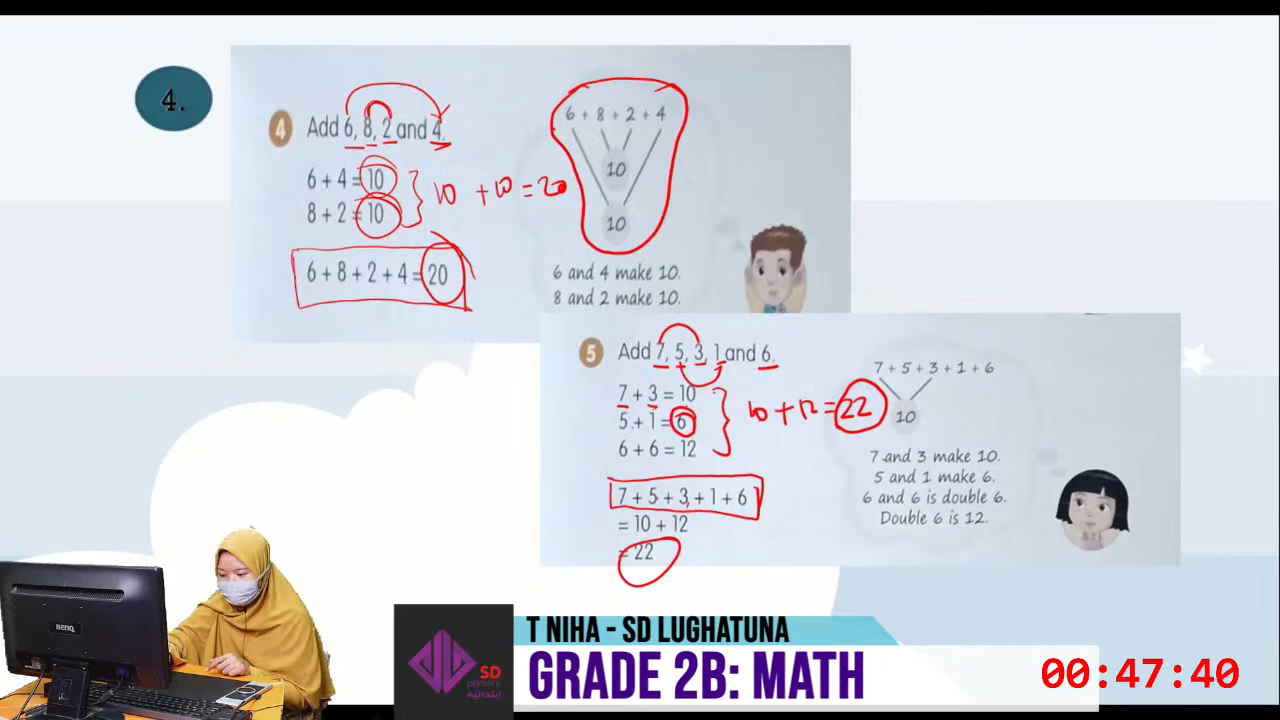 4.
4 Add 6, 8, 2 and 4.
6 + 4 = 10
8 + 2 = 10
10 + 10 = 20
6 + 8 + 2 + 4 = 20
6 + 8 + 2 + 4
10
10
6 and 4 make 10.
8 and 2 make 10.
5 Add 7, 5, 3, 1 and 6.
7 + 3 = 10
5 + 1 = 6
6 + 6 = 12
10 + 12 = 22
7 + 5 + 3 + 1 + 6
= 10 + 12
= 22
7 + 5 + 3 + 1 + 6
10
7 and 3 make 10.
5 and 1 make 6.
6 and 6 is double 6.
Double 6 is 12.
BENQ
SD
primary
ابتدائية
T NIHA - SD LUGHATUNA
GRADE 2B: MATH
00:47:40